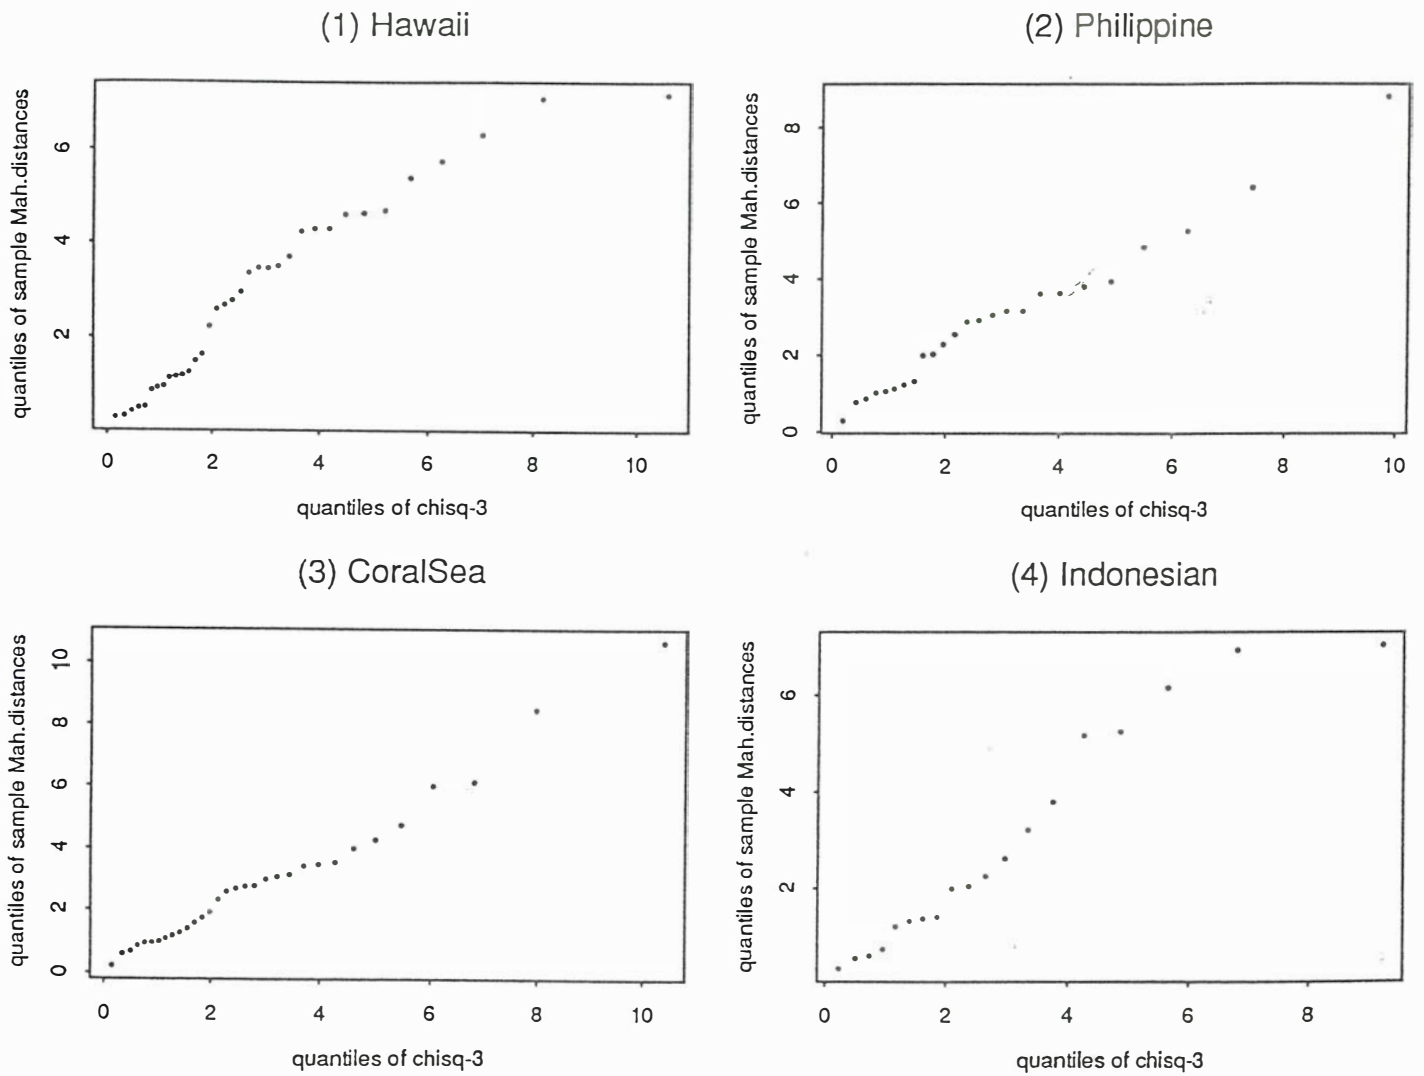 (1) Hawaii
quantiles of sample Mah.distances
6
4
2
0 2 4 6 8 10
quantiles of chisq-3
(2) Philippine
quantiles of sample Mah.distances
8
6
4
2
0
0 2 4 6 8 10
quantiles of chisq-3
(3) CoralSea
quantiles of sample Mah.distances
10
8
6
4
2
0
0 2 4 6 8 10
quantiles of chisq-3
(4) Indonesian
quantiles of sample Mah.distances
6
4
2
0 2 4 6 8
quantiles of chisq-3